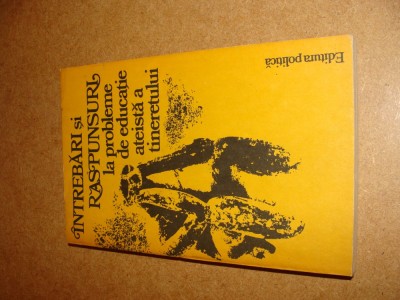 ÎNTREBĂRI și
RĂSPUNSURI
la probleme
de educație
ateistă a
tineretului
Editura politică